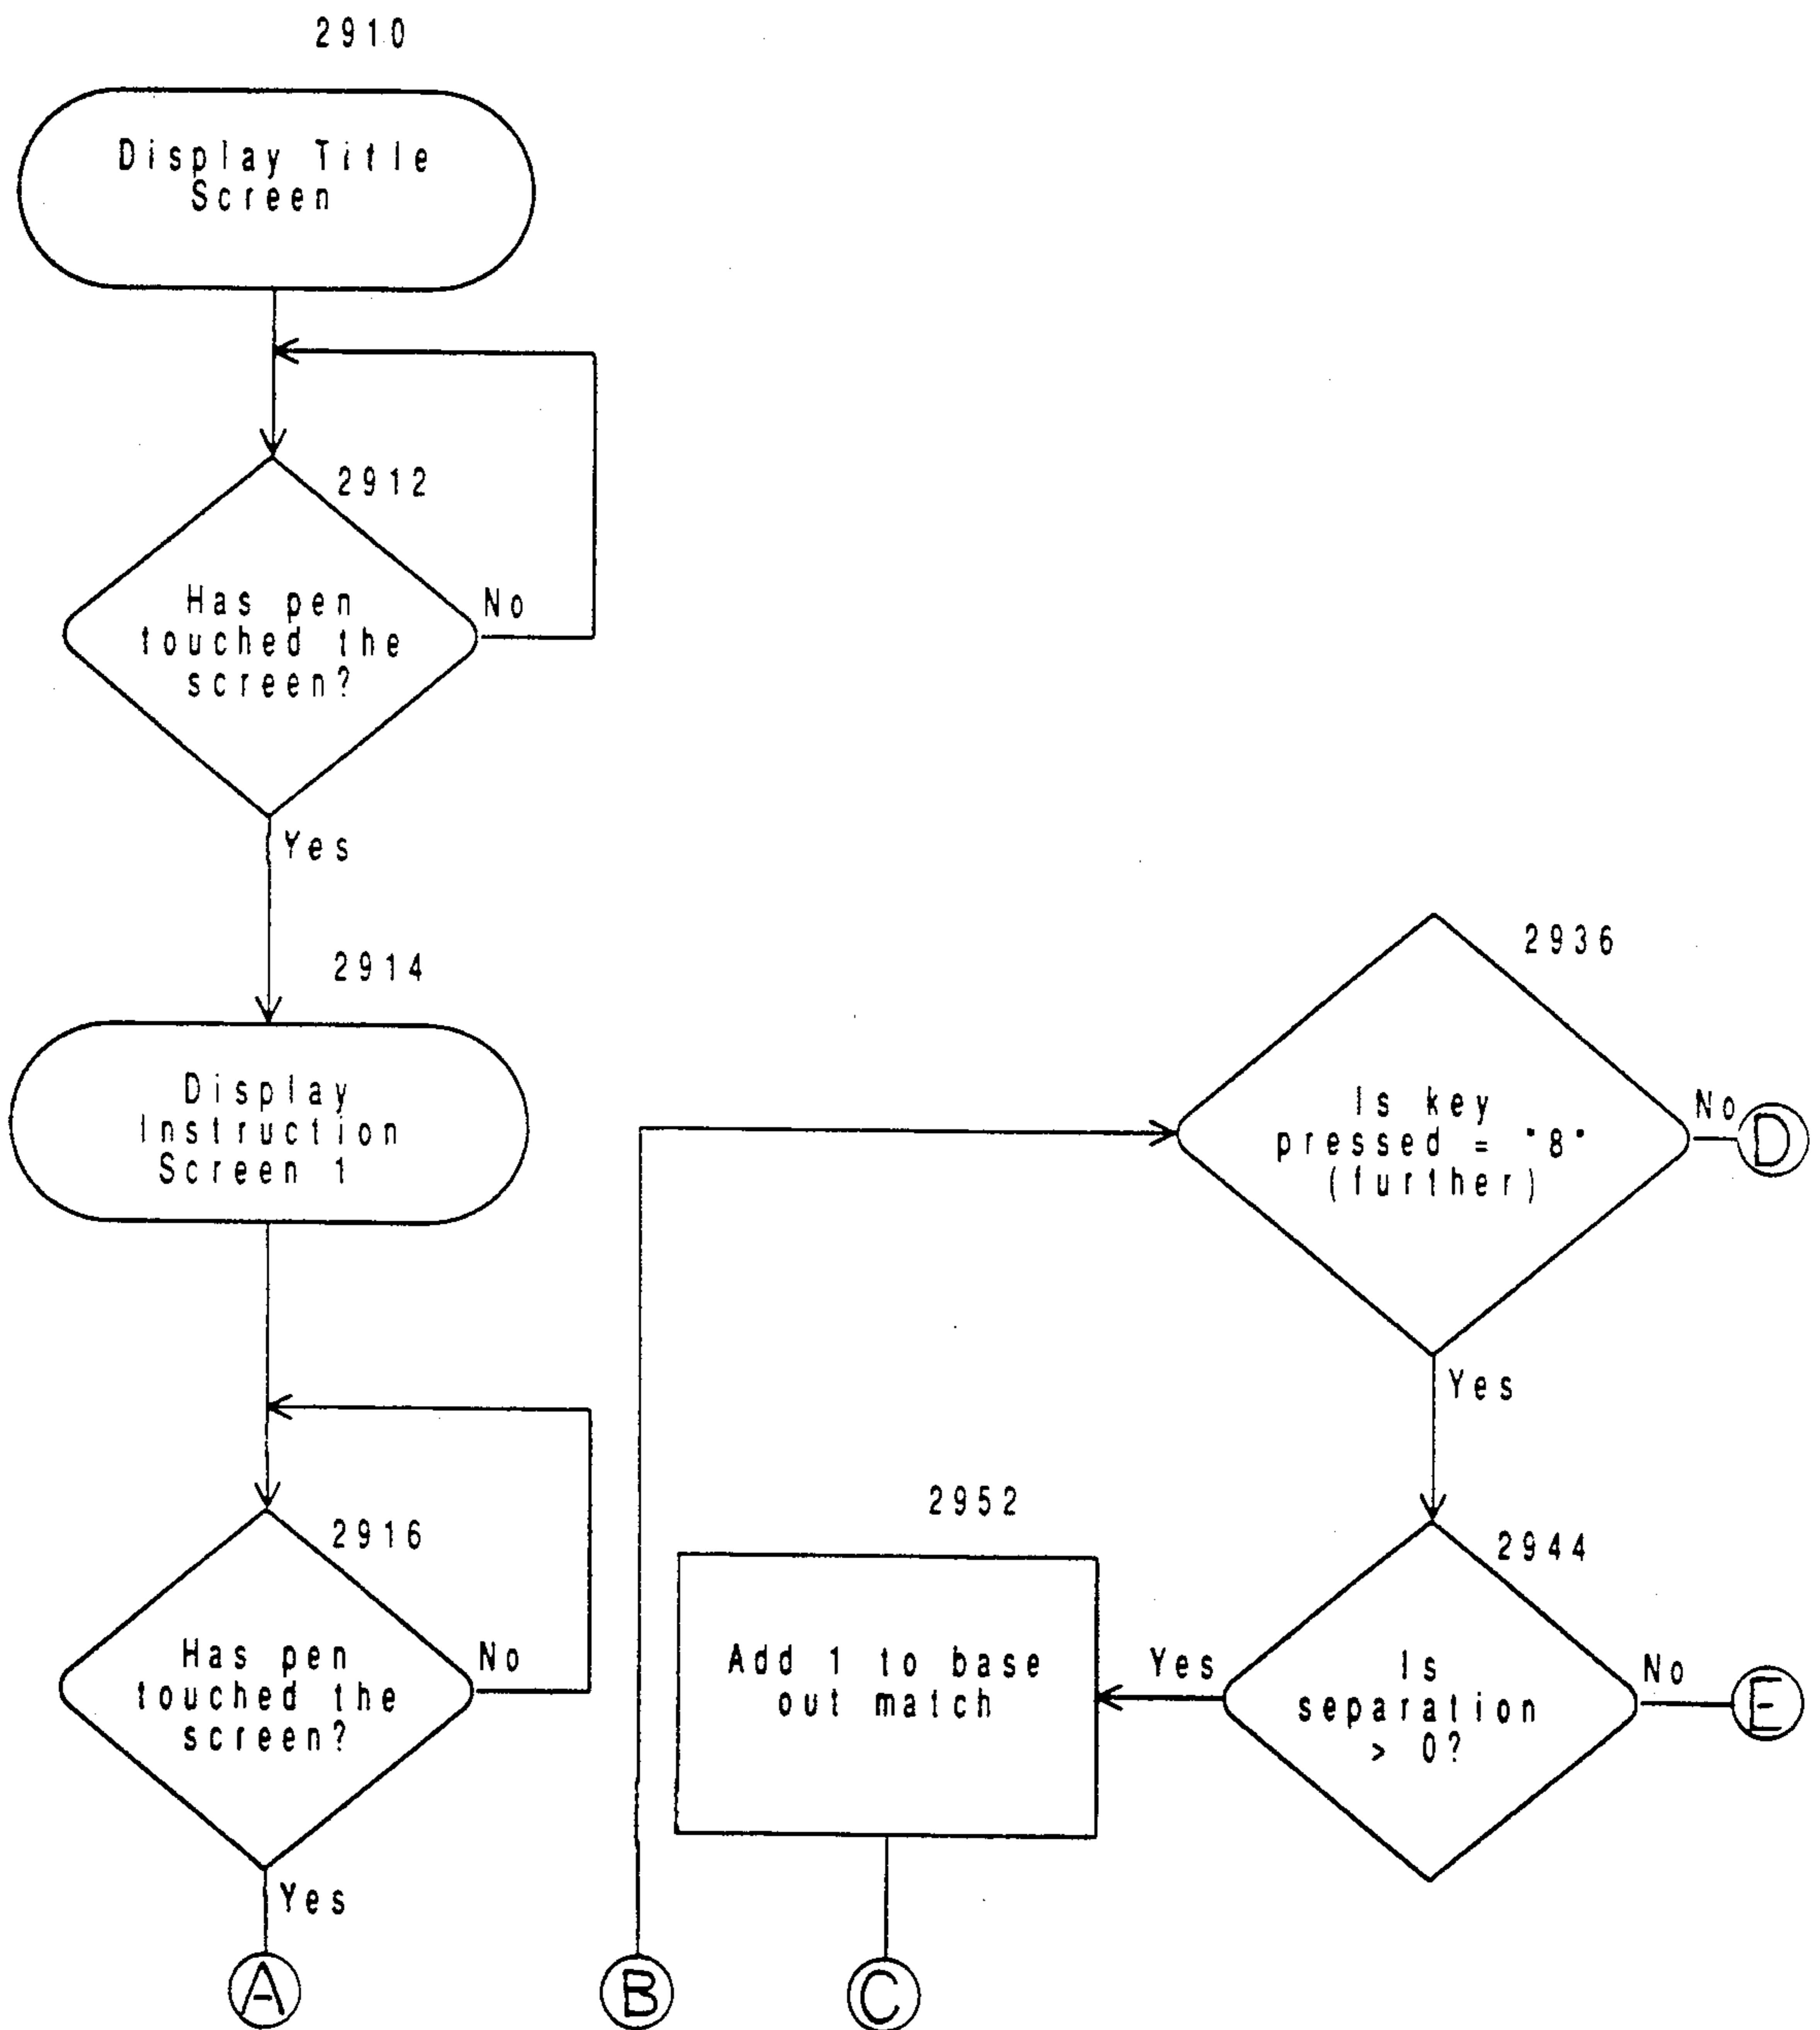 2910
Display Title
Screen
2912
Has pen
touched the
screen?
No
Yes
2914
Display
Instruction
Screen 1
2916
Has pen
touched the
screen?
No
Yes
A
B
2936
Is key
pressed = "8"
(further)
No
D
Yes
2944
Is
separation
> 0?
No
E
Yes
2952
Add 1 to base
out match
C